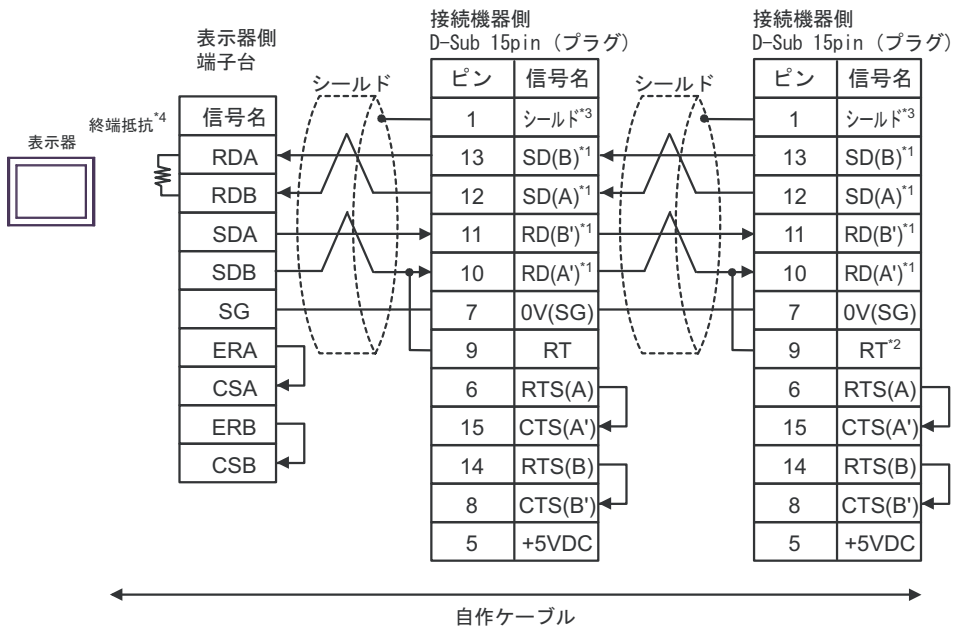 表示器
終端抵抗*4
表示器側
端子台
信号名
RDA
RDB
SDA
SDB
SG
ERA
CSA
ERB
CSB
シールド
接続機器側
D-Sub 15pin（プラグ）
ピン 信号名
1 シールド*3
13 SD(B)*1
12 SD(A)*1
11 RD(B')*1
10 RD(A')*1
7 0V(SG)
9 RT
6 RTS(A)
15 CTS(A')
14 RTS(B)
8 CTS(B')
5 +5VDC
シールド
接続機器側
D-Sub 15pin（プラグ）
ピン 信号名
1 シールド*3
13 SD(B)*1
12 SD(A)*1
11 RD(B')*1
10 RD(A')*1
7 0V(SG)
9 RT*2
6 RTS(A)
15 CTS(A')
14 RTS(B)
8 CTS(B')
5 +5VDC
自作ケーブル